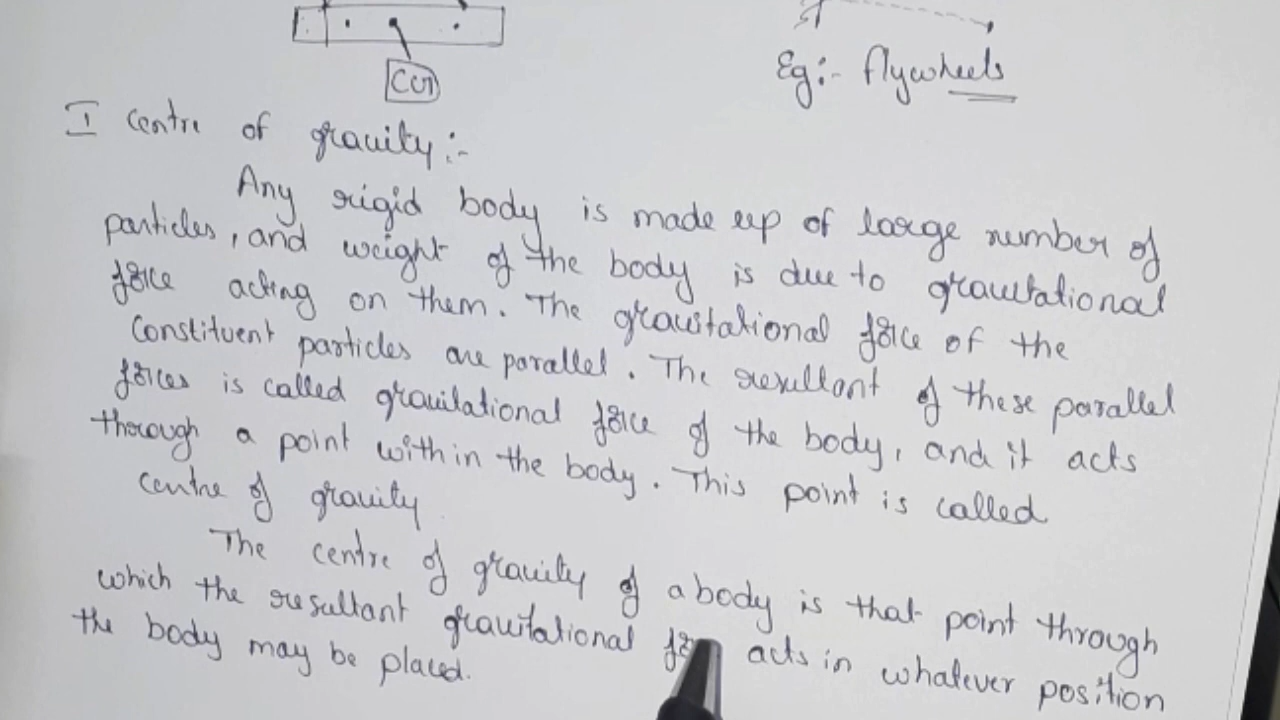 COG
Eg:- Flywheels
I centre of gravity:-
Any rigid body is made up of large number of
particles, and weight of the body is due to gravitational
force acting on them. The gravitational force of the
constituent particles are parallel. The resultant of these parallel
forces is called gravitational force of the body, and it acts
through a point within the body. This point is called
centre of gravity
The centre of gravity of a body is that point through
which the resultant gravitational acts in whatever position
the body may be placed.